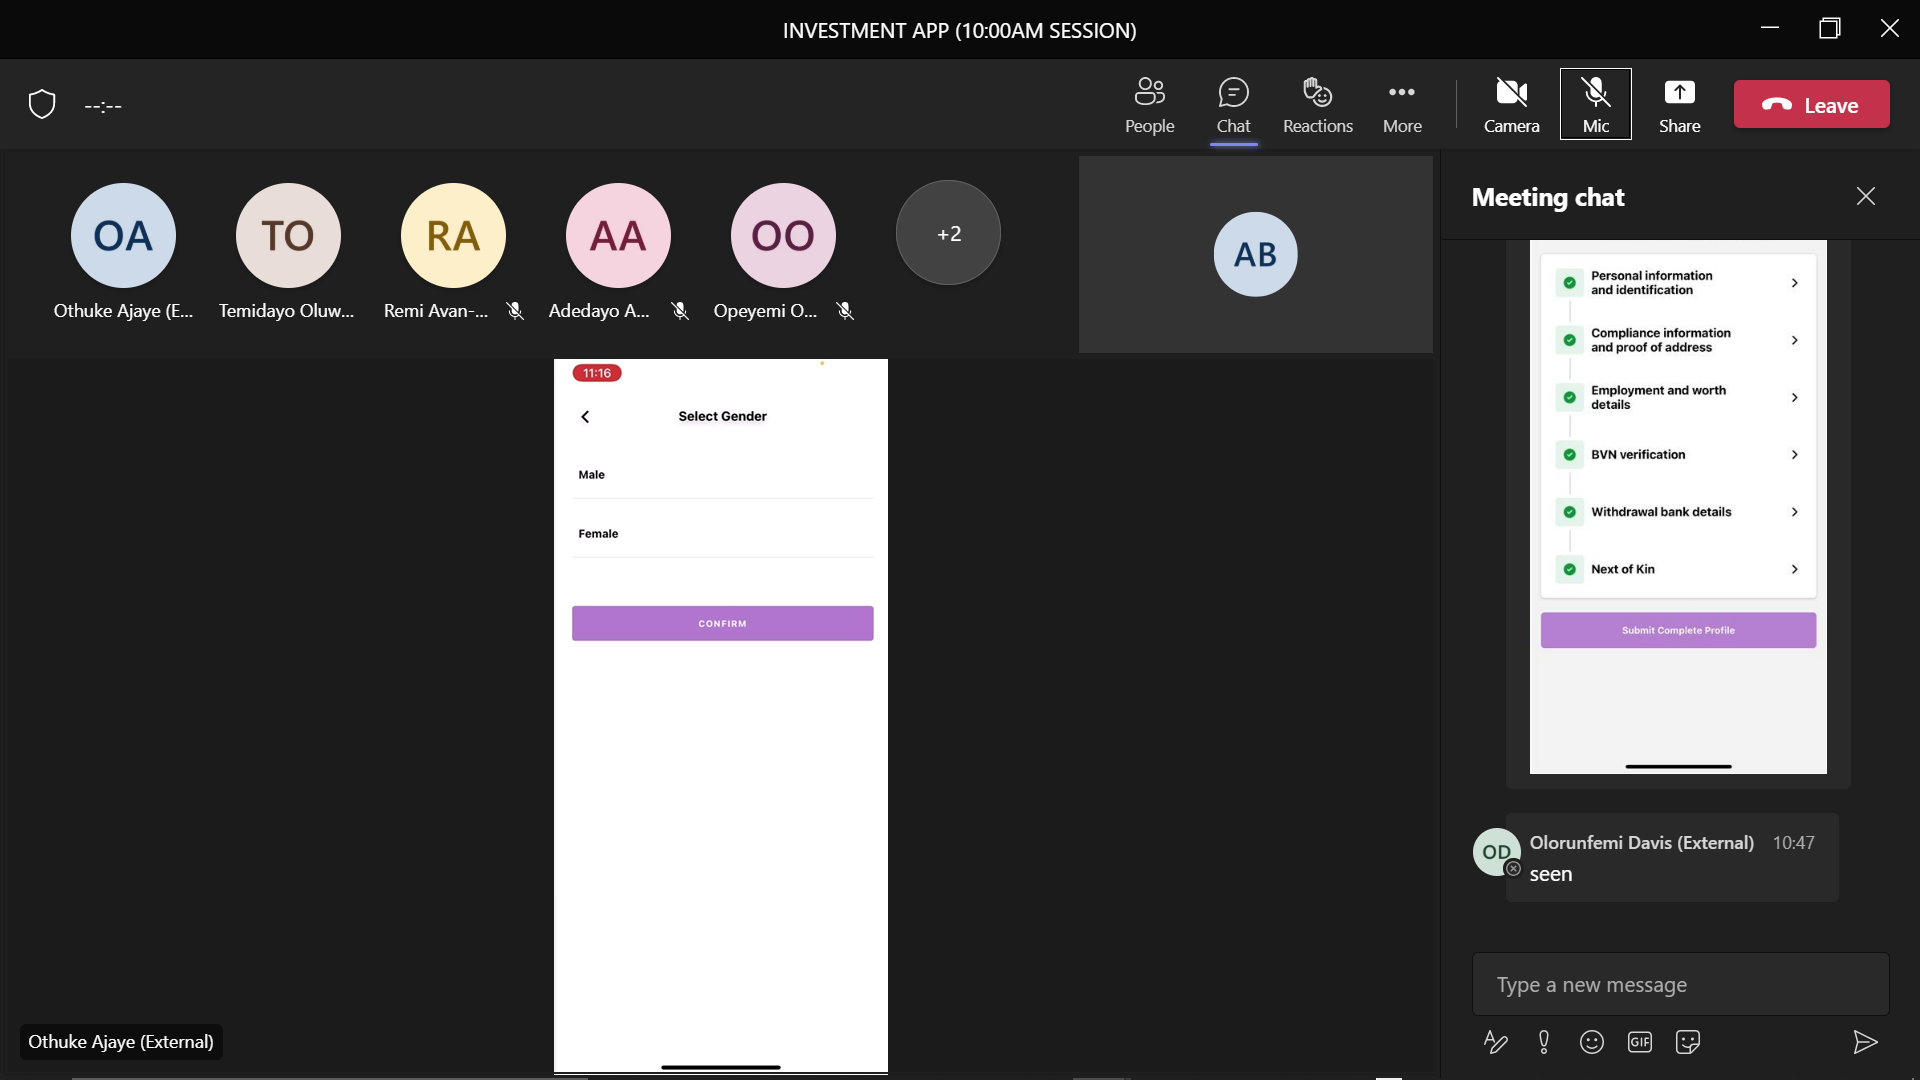 INVESTMENT APP (10:00AM SESSION)
--:--
People
Chat
Reactions
More
Camera
Mic
Share
Leave
OA
TO
RA
AA
OO
+2
AB
Othuke Ajaye (E...
Temidayo Oluw...
Remi Avan-...
Adedayo A...
Opeyemi O...
11:16
Select Gender
Male
Female
CONFIRM
Othuke Ajaye (External)
Meeting chat
Personal information
and identification
Compliance information
and proof of address
Employment and worth
details
BVN verification
Withdrawal bank details
Next of Kin
Submit Complete Profile
OD
Olorunfemi Davis (External) 10:47
seen
Type a new message
GIF